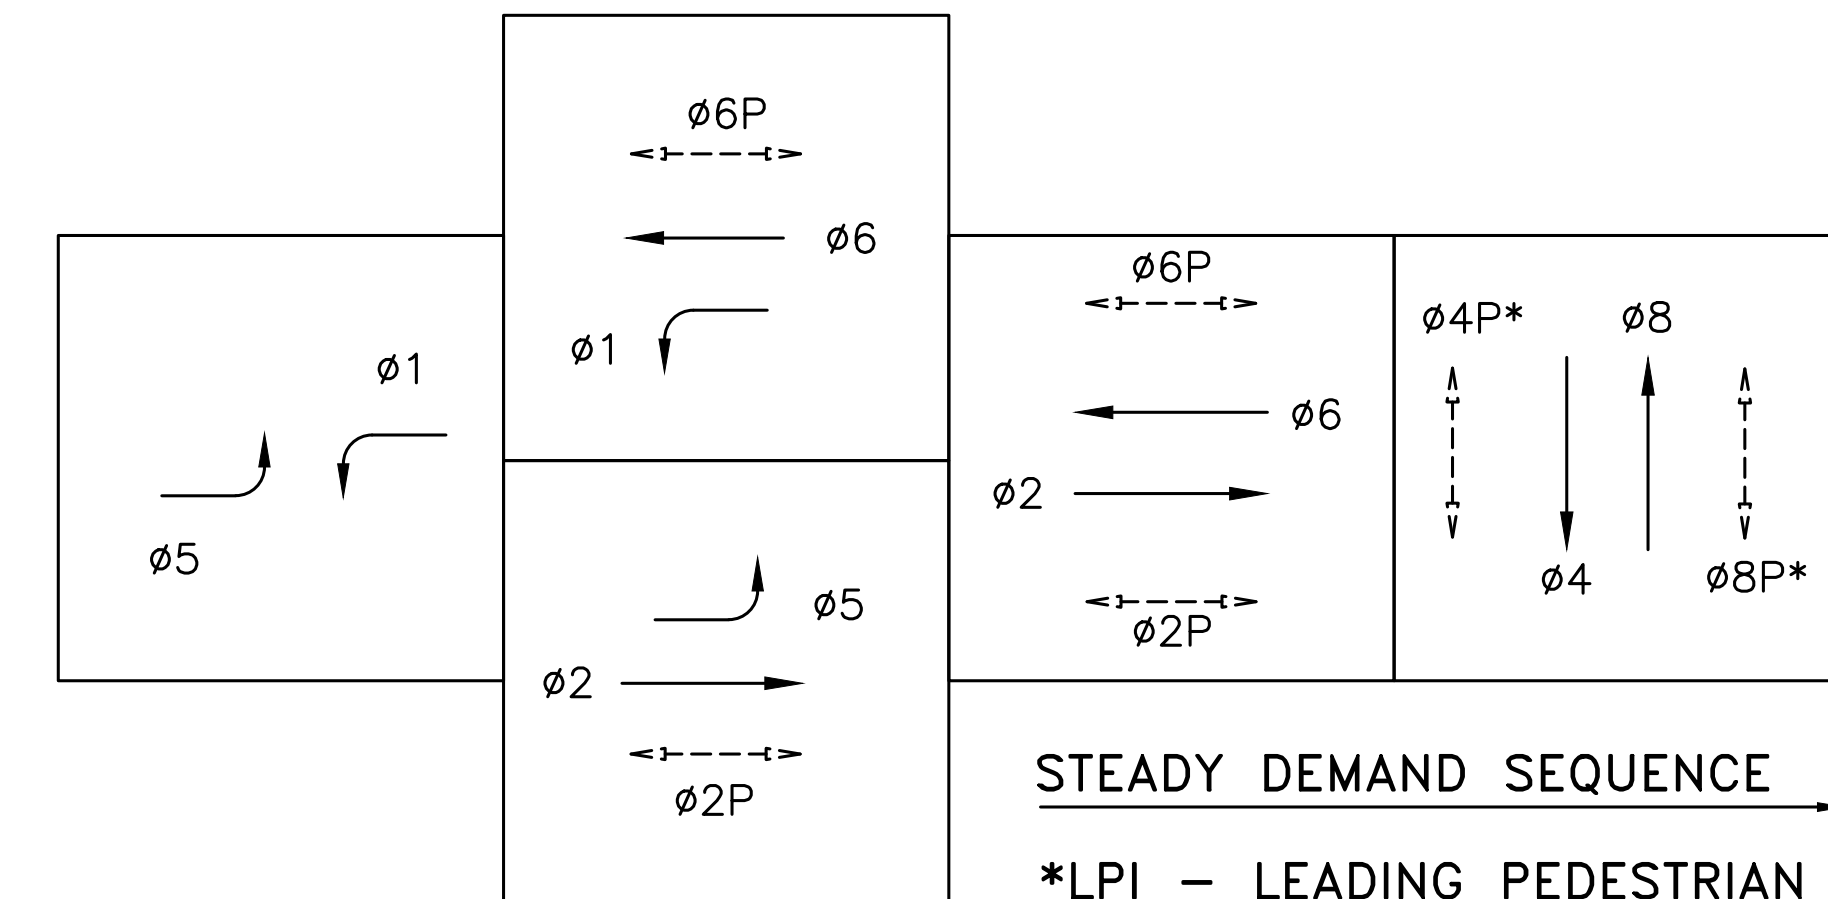 ø1
ø5
ø6P
ø6
ø1
ø5
ø2
ø2P
ø6P
ø6
ø2
ø2P
ø4P*
ø8
ø4
ø8P*
STEADY DEMAND SEQUENCE
*LPI - LEADING PEDESTRIAN